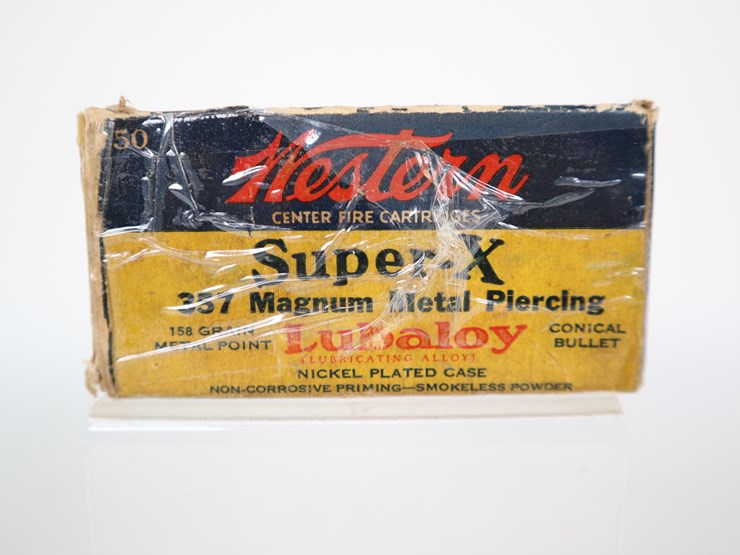 50
Western
CENTER FIRE CARTRIDGES
Super-X
357 Magnum Metal Piercing
158 GRAIN
METAL POINT
Lubaloy
(LUBRICATING ALLOY)
CONICAL
BULLET
NICKEL PLATED CASE
NON-CORROSIVE PRIMING—SMOKELESS POWDER